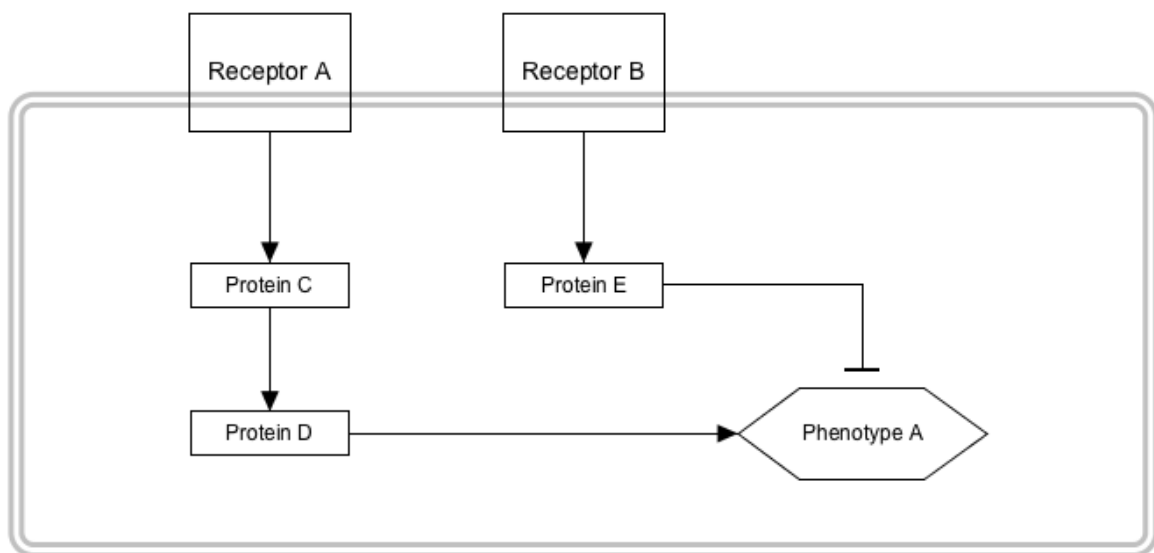 Receptor A
Receptor B
Protein C
Protein E
Protein D
Phenotype A